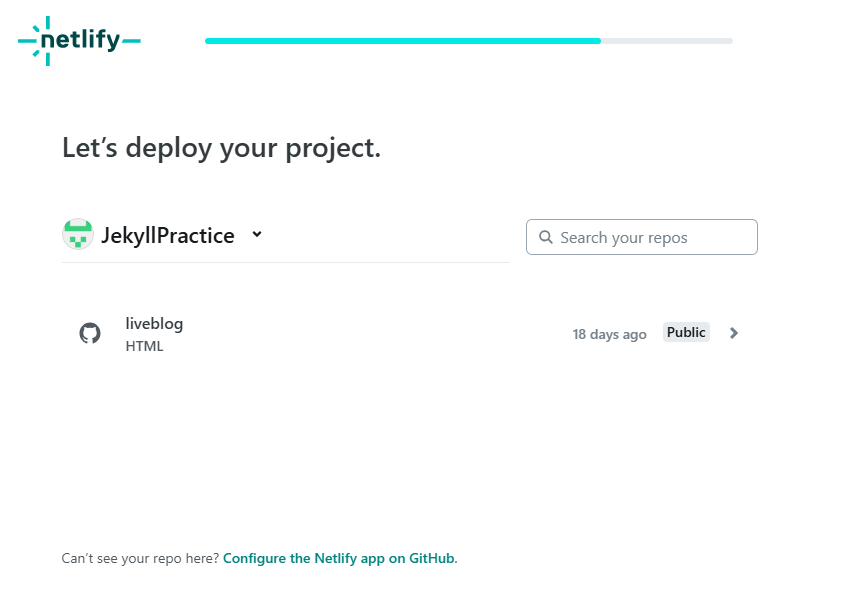 netlify
Let’s deploy your project.
JekyllPractice
Search your repos
liveblog
HTML
18 days ago
Public
Can’t see your repo here? Configure the Netlify app on GitHub.